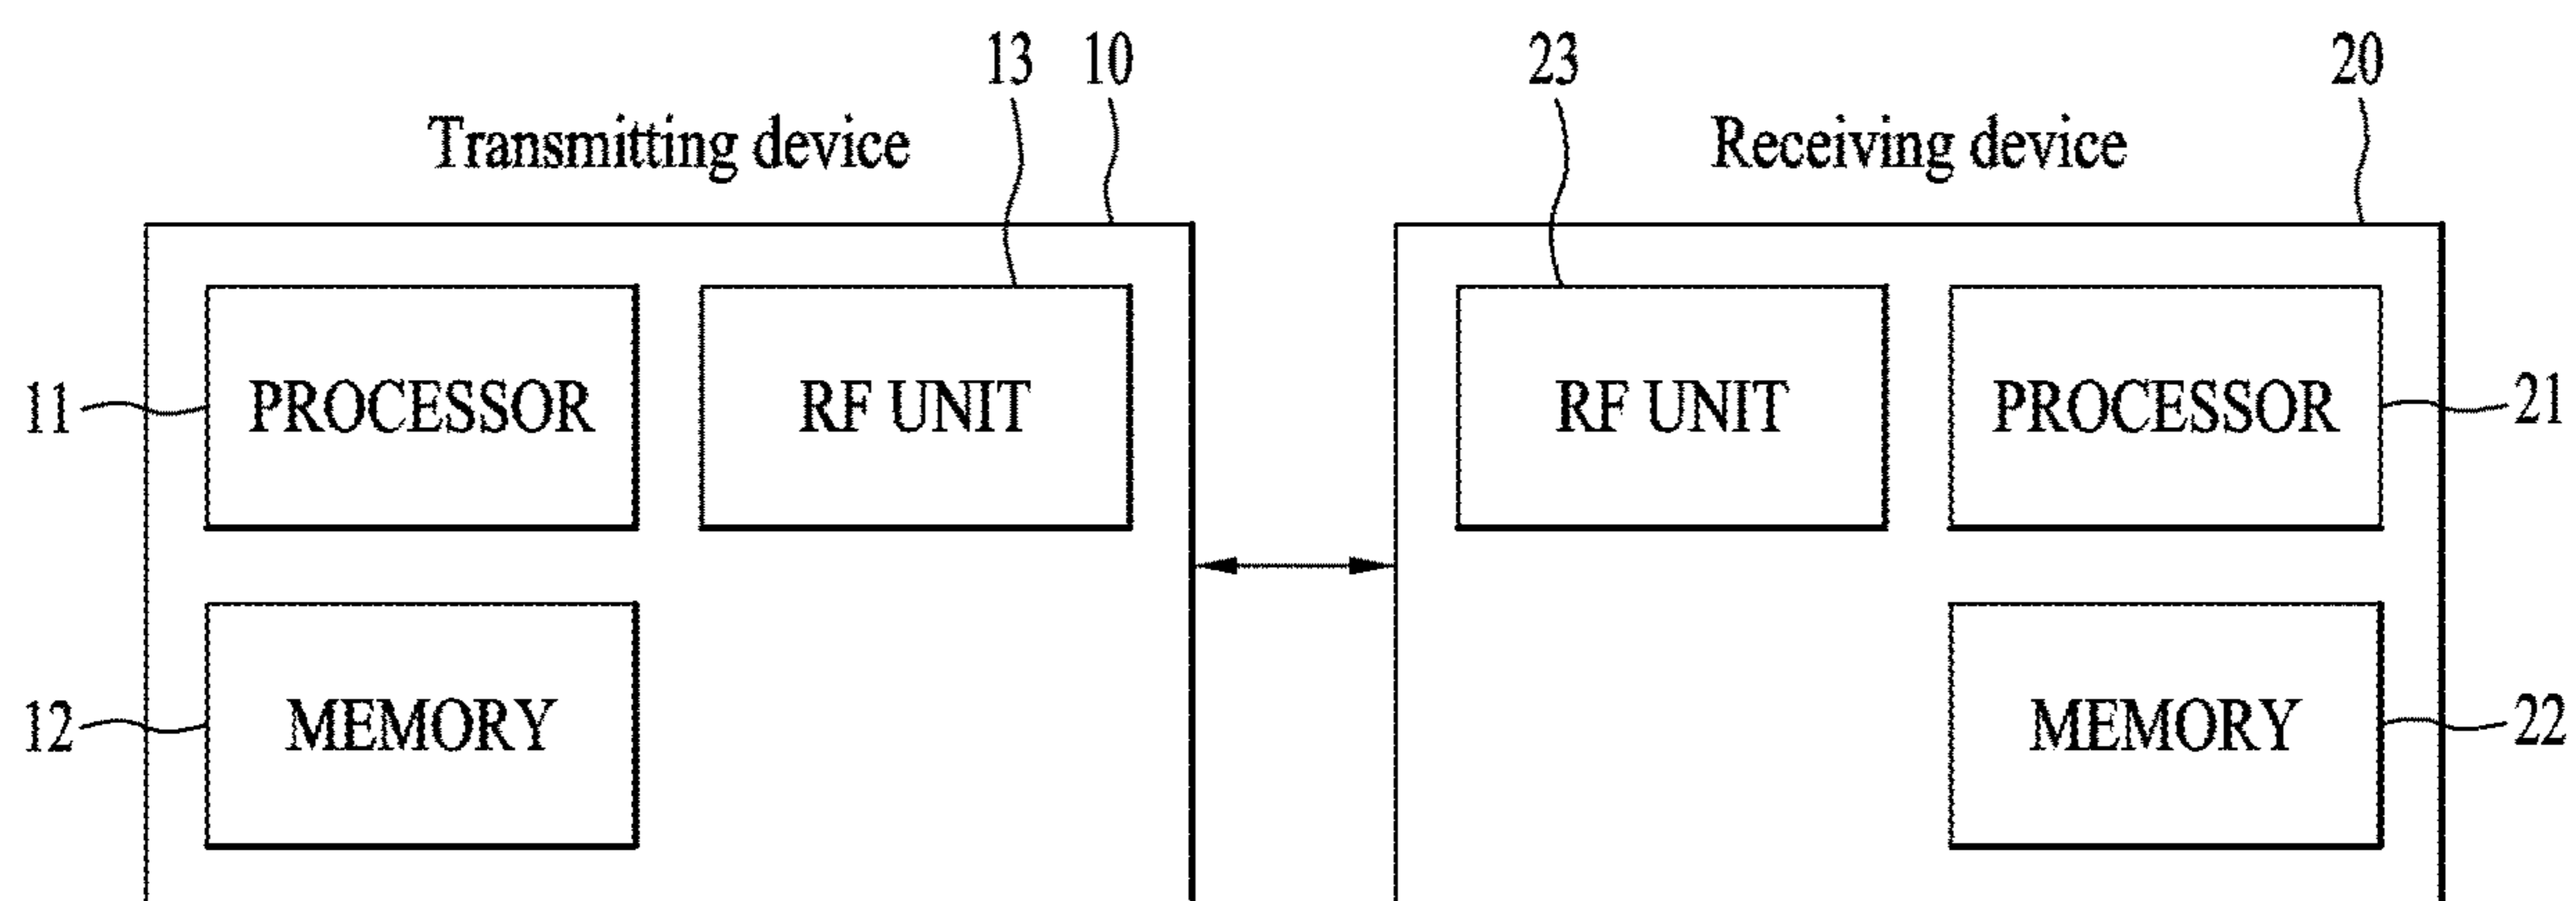 13 10 23 20
Transmitting device Receiving device
11 PROCESSOR RF UNIT RF UNIT PROCESSOR 21
12 MEMORY MEMORY 22